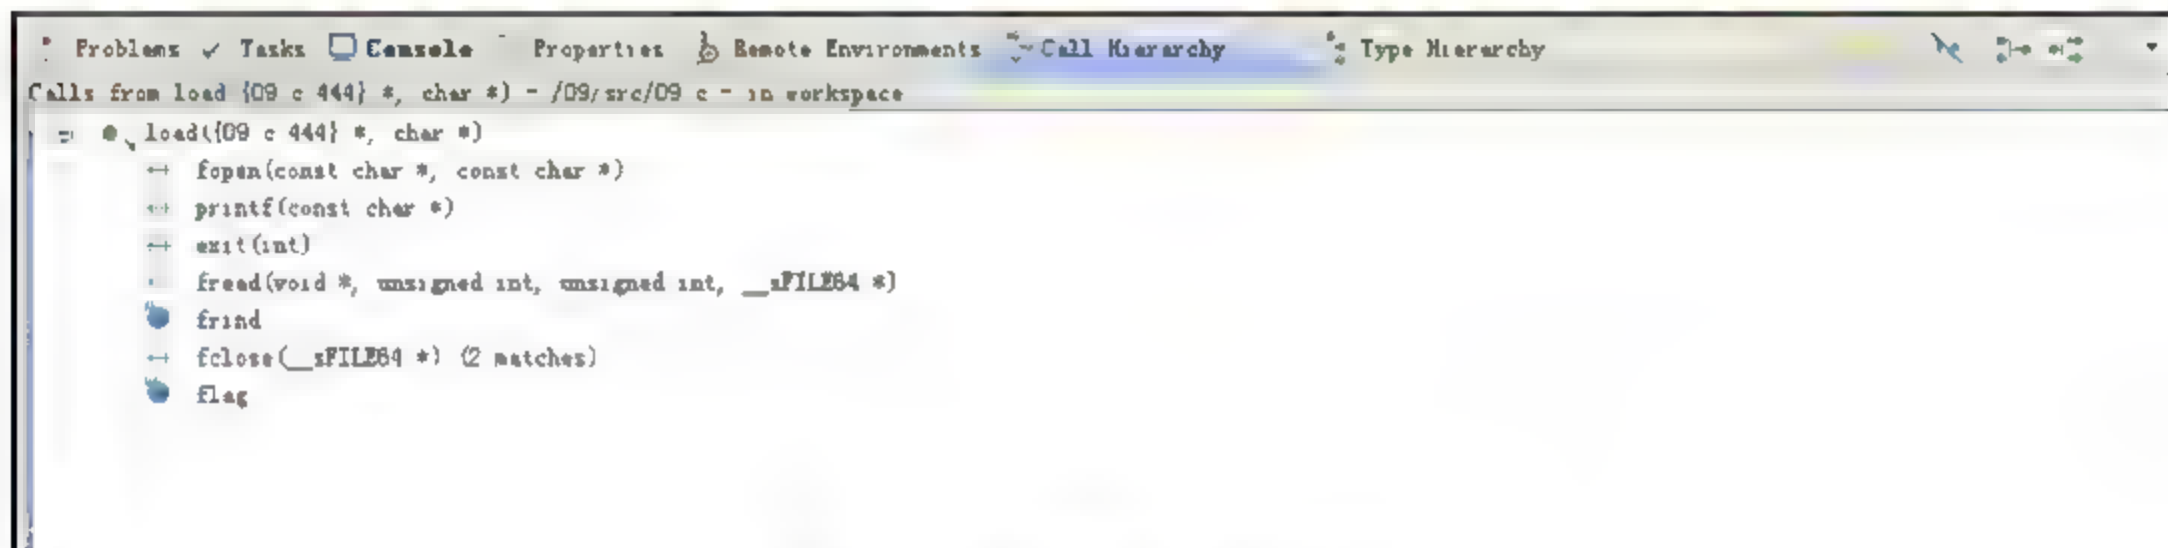 Problems Tasks Console Properties Remote Environments Call Hierarchy Type Hierarchy
Calls from load {09 c 444} *, char *) - /09/src/09 c - in workspace
load({09 c 444} *, char *)
fopen(const char *, const char *)
printf(const char *)
exit(int)
fread(void *, unsigned int, unsigned int, __sFILE64 *)
frind
fclose(__sFILE64 *) (2 matches)
flag